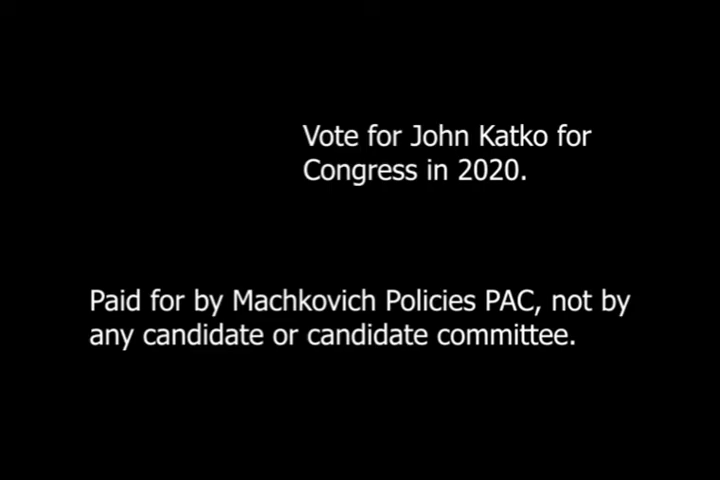 Vote for John Katko for
Congress in 2020.
Paid for by Machkovich Policies PAC, not by
any candidate or candidate committee.